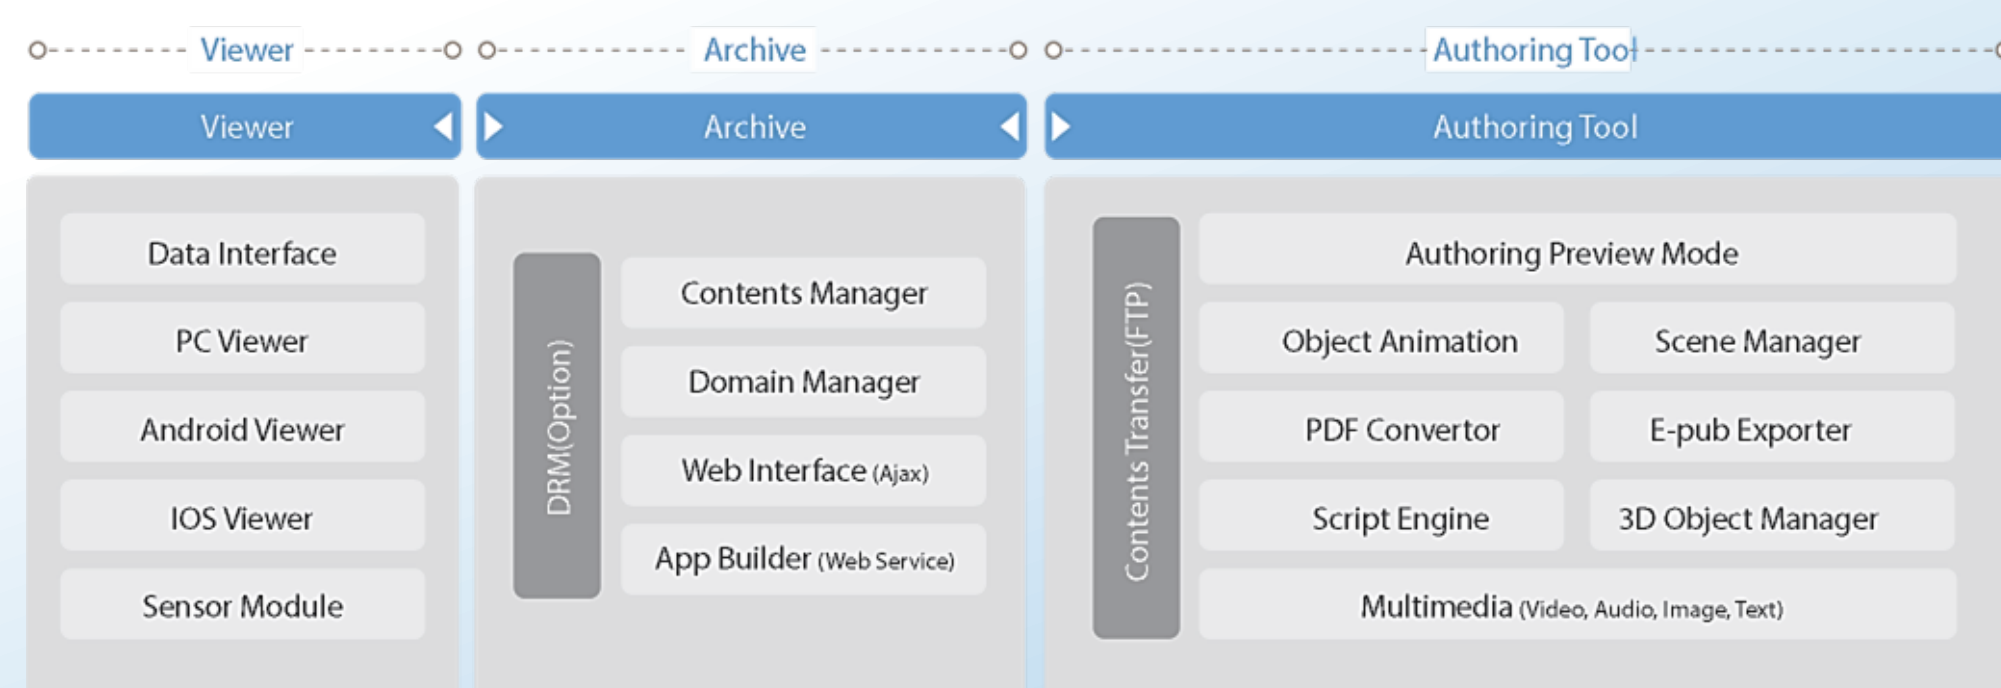 Viewer
Archive
Authoring Tool
Viewer
Archive
Authoring Tool
Data Interface
PC Viewer
Android Viewer
IOS Viewer
Sensor Module
DRM(Option)
Contents Manager
Domain Manager
Web Interface (Ajax)
App Builder (Web Service)
Contents Transfer(FTP)
Authoring Preview Mode
Object Animation
Scene Manager
PDF Convertor
E-pub Exporter
Script Engine
3D Object Manager
Multimedia (Video, Audio, Image, Text)